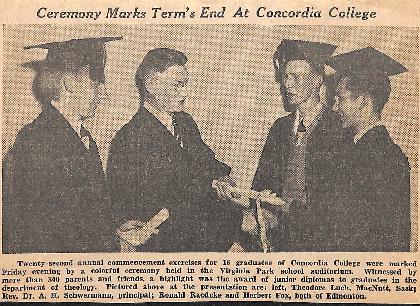 Ceremony Marks Term's End At Concordia College
Twenty-second annual commencement exercises for 16 graduates of Concordia College were marked
Friday evening by a colorful ceremony held in the Virginia Park school auditorium. Witnessed by
more than 300 parents and friends, a highlight was the award of junior diplomas to graduates in the
department of theology. Pictured above at the presentation are: left, Theodore Luch, MacNutt, Sask.
Rev. Dr. A. H. Schwermann, principal; Ronald and Herbert Fox, both of Edmonton.